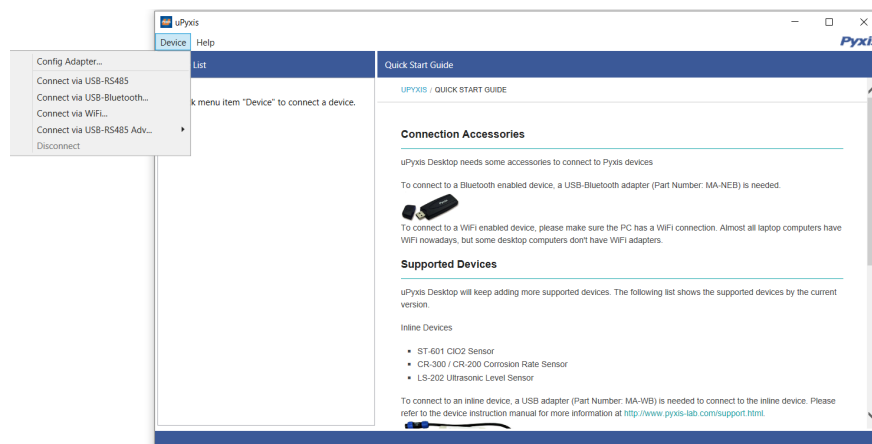 uPyxis
Device Help
Pyxis
Config Adapter...
Connect via USB-RS485
Connect via USB-Bluetooth...
Connect via WiFi...
Connect via USB-RS485 Adv...
Disconnect
List
menu item "Device" to connect a device.
Quick Start Guide
UPYXIS / QUICK START GUIDE
Connection Accessories
uPyxis Desktop needs some accessories to connect to Pyxis devices
To connect to a Bluetooth enabled device, a USB-Bluetooth adapter (Part Number: MA-NEB) is needed.
To connect to a WiFi enabled device, please make sure the PC has a WiFi connection. Almost all laptop computers have
WiFi nowadays, but some desktop computers don't have WiFi adapters.
Supported Devices
uPyxis Desktop will keep adding more supported devices. The following list shows the supported devices by the current
version.
Inline Devices
ST-601 ClO2 Sensor
CR-300 / CR-200 Corrosion Rate Sensor
LS-202 Ultrasonic Level Sensor
To connect to an inline device, a USB adapter (Part Number: MA-WB) is needed to connect to the inline device. Please
refer to the device instruction manual for more information at http://www.pyxis-lab.com/support.html.